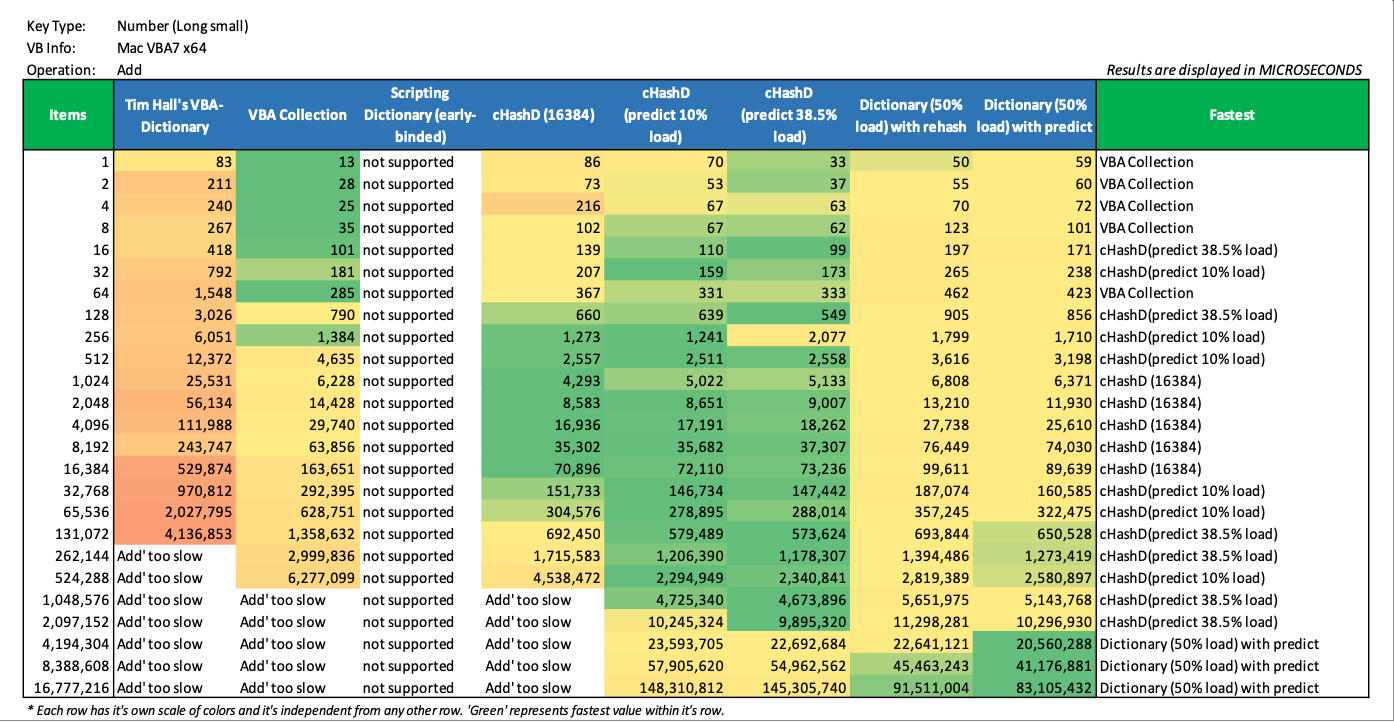 Key Type: Number (Long small)
VB Info: Mac VBA7 x64
Operation: Add Results are displayed in MICROSECONDS
Items Tim Hall's VBA-Dictionary VBA Collection Scripting Dictionary (early-binded) cHashD (16384) cHashD (predict 10% load) cHashD (predict 38.5% load) Dictionary (50% load) with rehash Dictionary (50% load) with predict Fastest
1 83 13 not supported 86 70 33 50 59 VBA Collection
2 211 28 not supported 73 53 37 55 60 VBA Collection
4 240 25 not supported 216 67 63 70 72 VBA Collection
8 267 35 not supported 102 67 62 123 101 VBA Collection
16 418 101 not supported 139 110 99 197 171 cHashD(predict 38.5% load)
32 792 181 not supported 207 159 173 265 238 cHashD(predict 10% load)
64 1,548 285 not supported 367 331 333 462 423 VBA Collection
128 3,026 790 not supported 660 639 549 905 856 cHashD(predict 38.5% load)
256 6,051 1,384 not supported 1,273 1,241 2,077 1,799 1,710 cHashD(predict 10% load)
512 12,372 4,635 not supported 2,557 2,511 2,558 3,616 3,198 cHashD(predict 10% load)
1,024 25,531 6,228 not supported 4,293 5,022 5,133 6,808 6,371 cHashD (16384)
2,048 56,134 14,428 not supported 8,583 8,651 9,007 13,210 11,930 cHashD (16384)
4,096 111,988 29,740 not supported 16,936 17,191 18,262 27,738 25,610 cHashD (16384)
8,192 243,747 63,856 not supported 35,302 35,682 37,307 76,449 74,030 cHashD (16384)
16,384 529,874 163,651 not supported 70,896 72,110 73,236 99,611 89,639 cHashD (16384)
32,768 970,812 292,395 not supported 151,733 146,734 147,442 187,074 160,585 cHashD(predict 10% load)
65,536 2,027,795 628,751 not supported 304,576 278,895 288,014 357,245 322,475 cHashD(predict 10% load)
131,072 4,136,853 1,358,632 not supported 692,450 579,489 573,624 693,844 650,528 cHashD(predict 38.5% load)
262,144 Add' too slow 2,999,836 not supported 1,715,583 1,206,390 1,178,307 1,394,486 1,273,419 cHashD(predict 38.5% load)
524,288 Add' too slow 6,277,099 not supported 4,538,472 2,294,949 2,340,841 2,819,389 2,580,897 cHashD(predict 10% load)
1,048,576 Add' too slow Add' too slow not supported Add' too slow 4,725,340 4,673,896 5,651,975 5,143,768 cHashD(predict 38.5% load)
2,097,152 Add' too slow Add' too slow not supported Add' too slow 10,245,324 9,895,320 11,298,281 10,296,930 cHashD(predict 38.5% load)
4,194,304 Add' too slow Add' too slow not supported Add' too slow 23,593,705 22,692,684 22,641,121 20,560,288 Dictionary (50% load) with predict
8,388,608 Add' too slow Add' too slow not supported Add' too slow 57,905,620 54,962,562 45,463,243 41,176,881 Dictionary (50% load) with predict
16,777,216 Add' too slow Add' too slow not supported Add' too slow 148,310,812 145,305,740 91,511,004 83,105,432 Dictionary (50% load) with predict
* Each row has it's own scale of colors and it's independent from any other row. 'Green' represents fastest value within it's row.